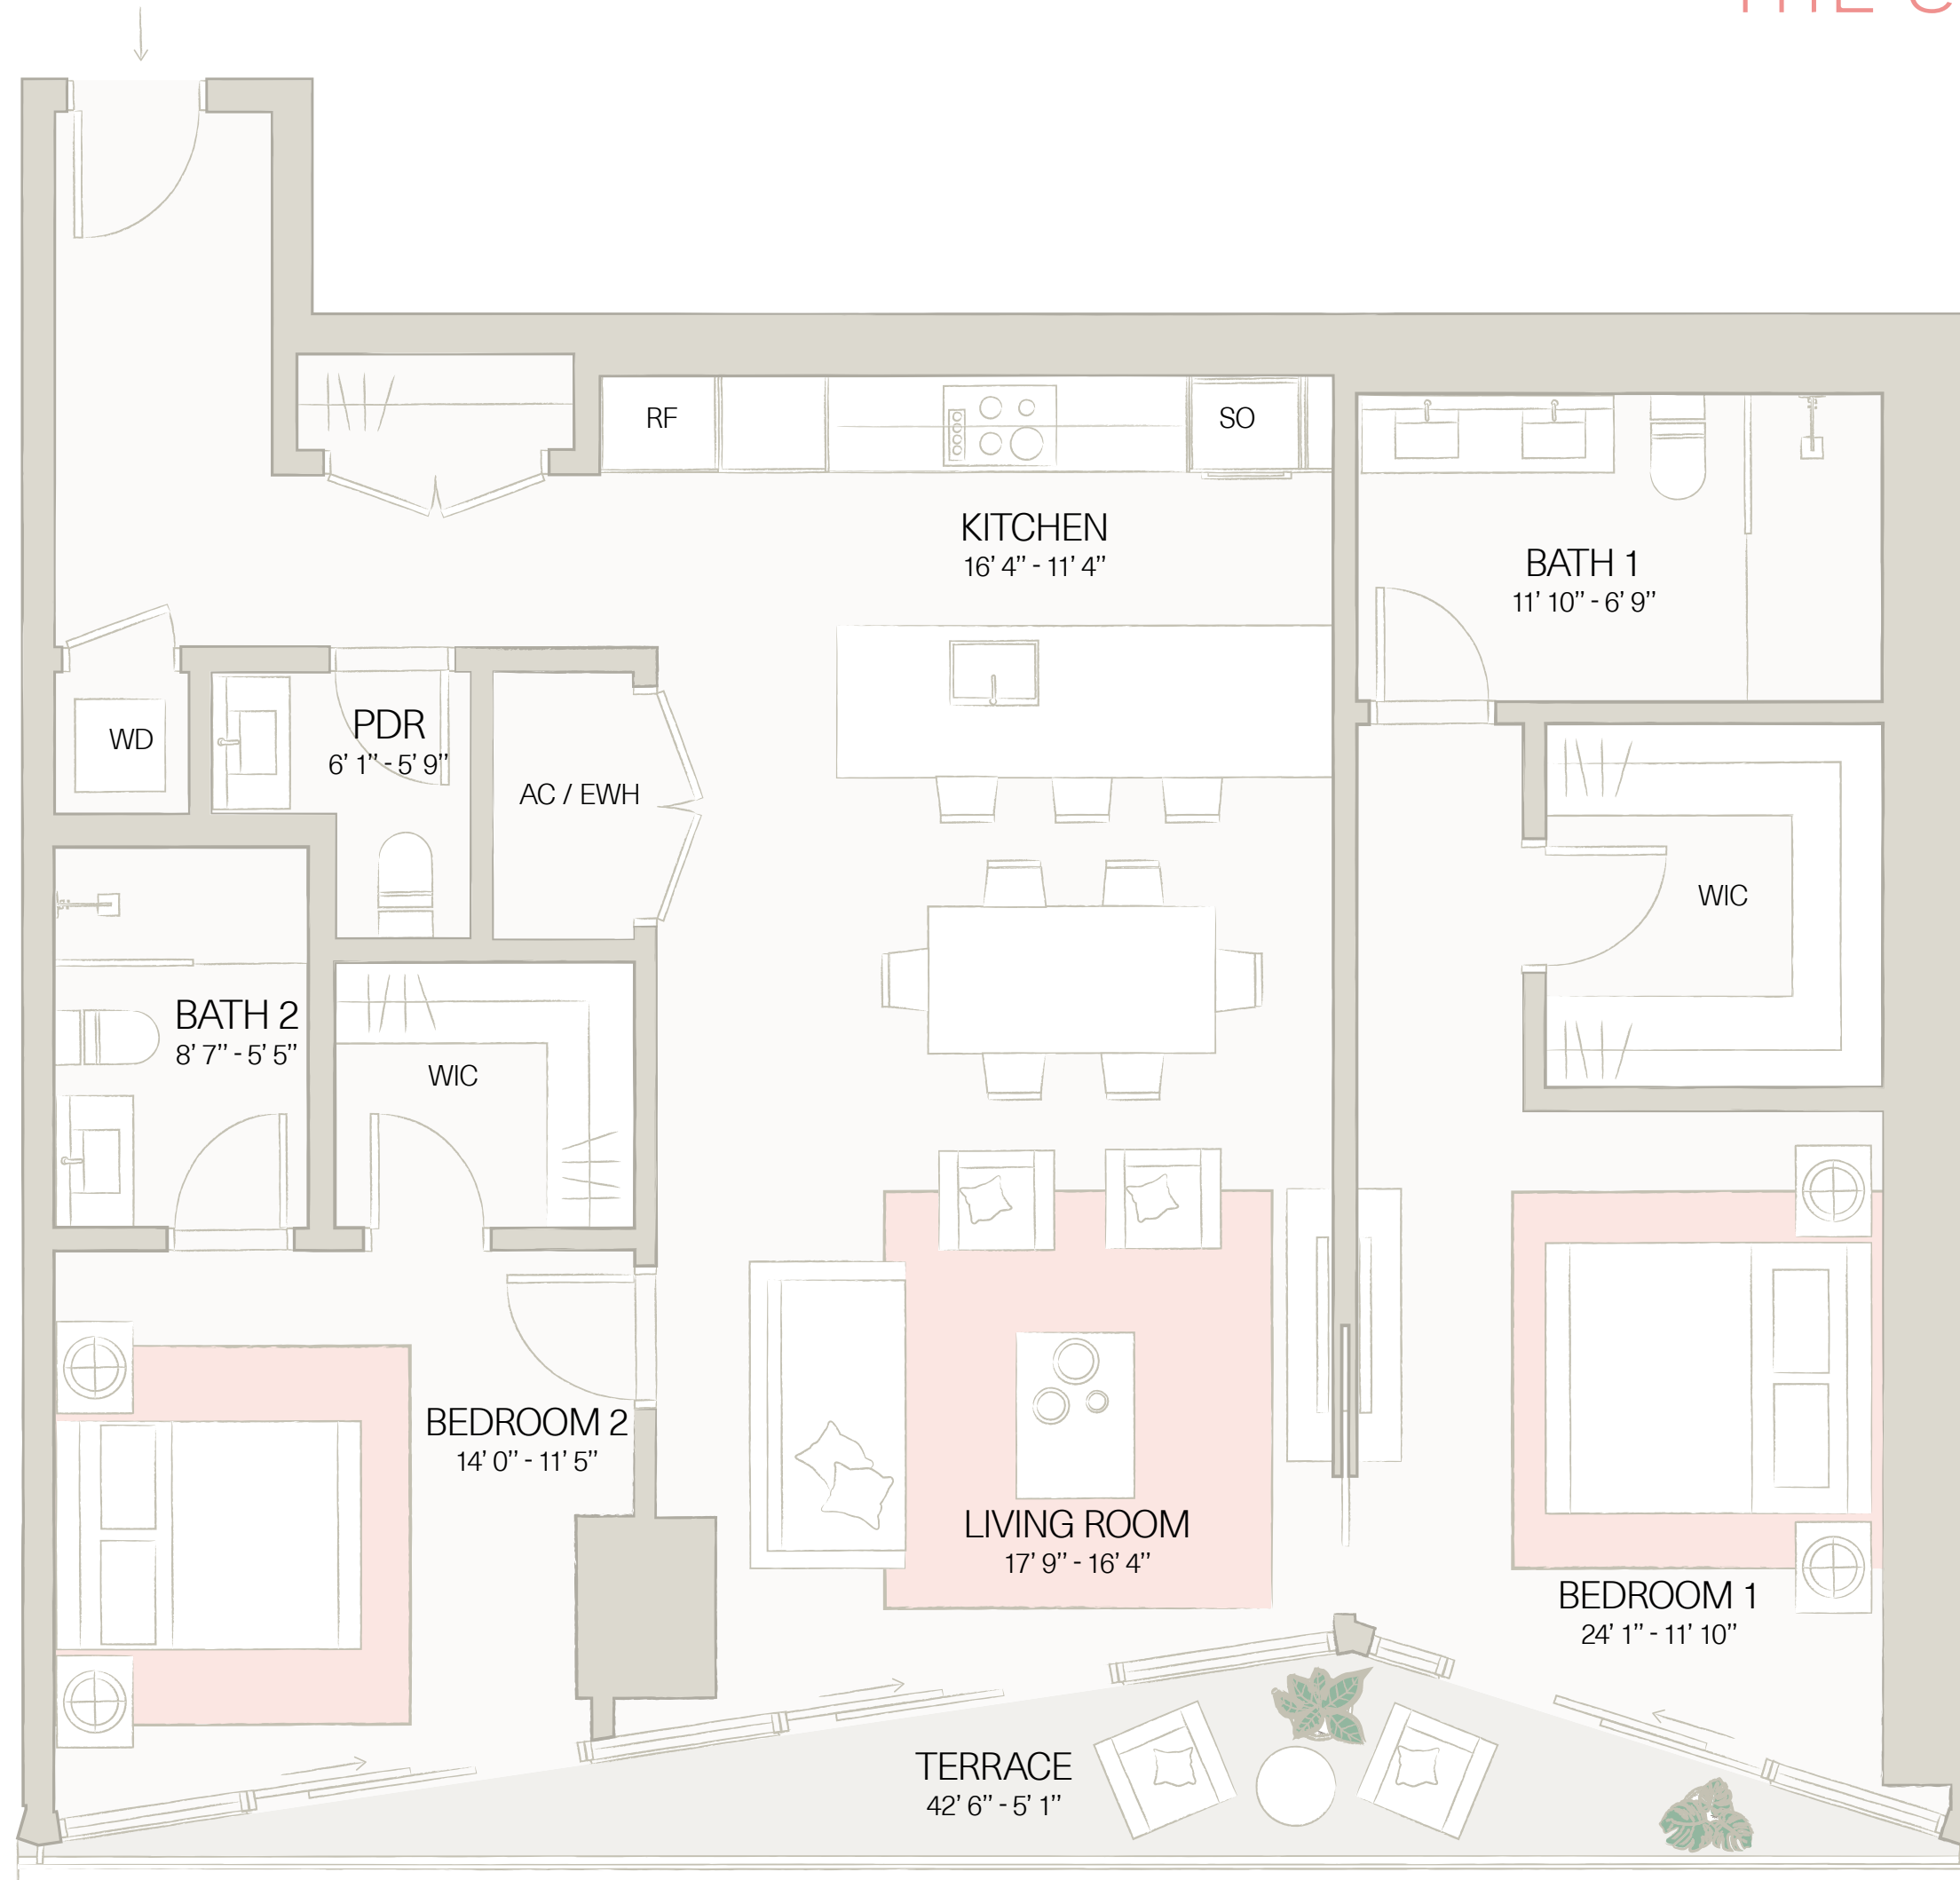 THE C
RF
SO
KITCHEN
16’ 4” - 11’ 4”
BATH 1
11’ 10” - 6’ 9”
WD
PDR
6’ 1” - 5’ 9”
AC / EWH
WIC
BATH 2
8’ 7” - 5’ 5”
WIC
BEDROOM 2
14’ 0” - 11’ 5”
LIVING ROOM
17’ 9” - 16’ 4”
BEDROOM 1
24’ 1” - 11’ 10”
TERRACE
42’ 6” - 5’ 1”